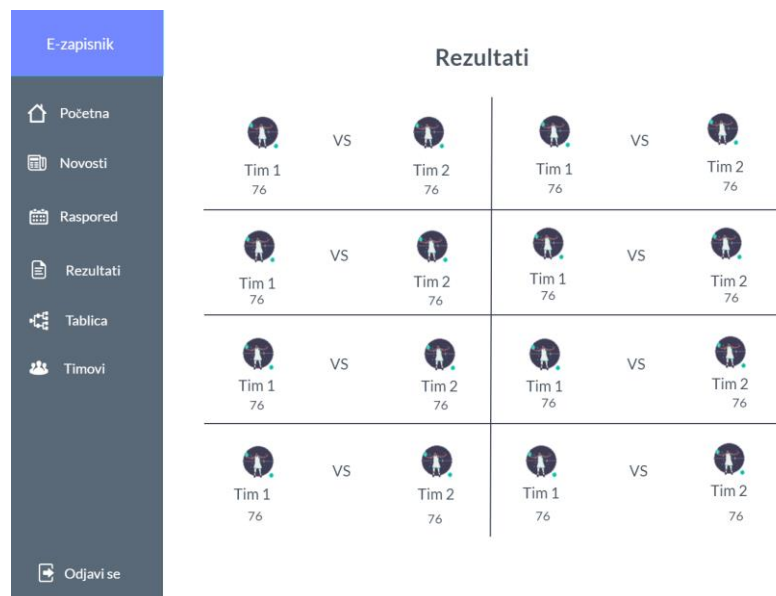 E-zapisnik
Početna
Novosti
Raspored
Rezultati
Tablica
Timovi
Odjavi se
Rezultati
VS VS
Tim 1 Tim 2 Tim 1 Tim 2
76 76 76 76
VS VS
Tim 1 Tim 2 Tim 1 Tim 2
76 76 76 76
VS VS
Tim 1 Tim 2 Tim 1 Tim 2
76 76 76 76
VS VS
Tim 1 Tim 2 Tim 1 Tim 2
76 76 76 76